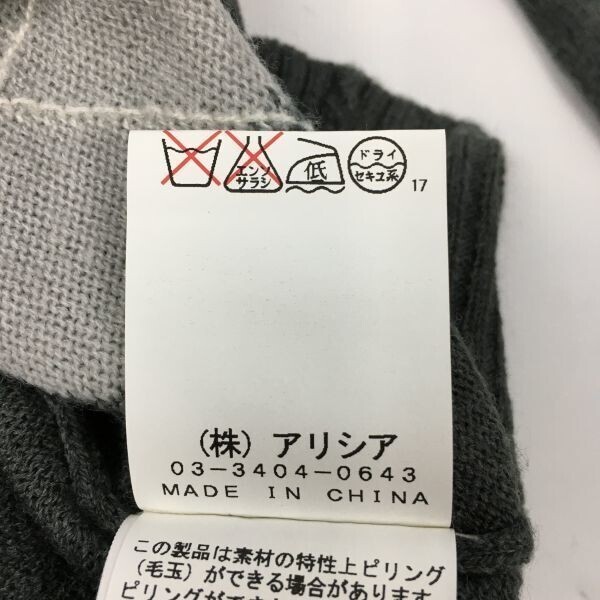 エンソ サラシ 低 ドライ セキユ系 17
(株) アリシア
03-3404-0643
MADE IN CHINA
この製品は素材の特性上ピリング
(毛玉)ができる場合があります